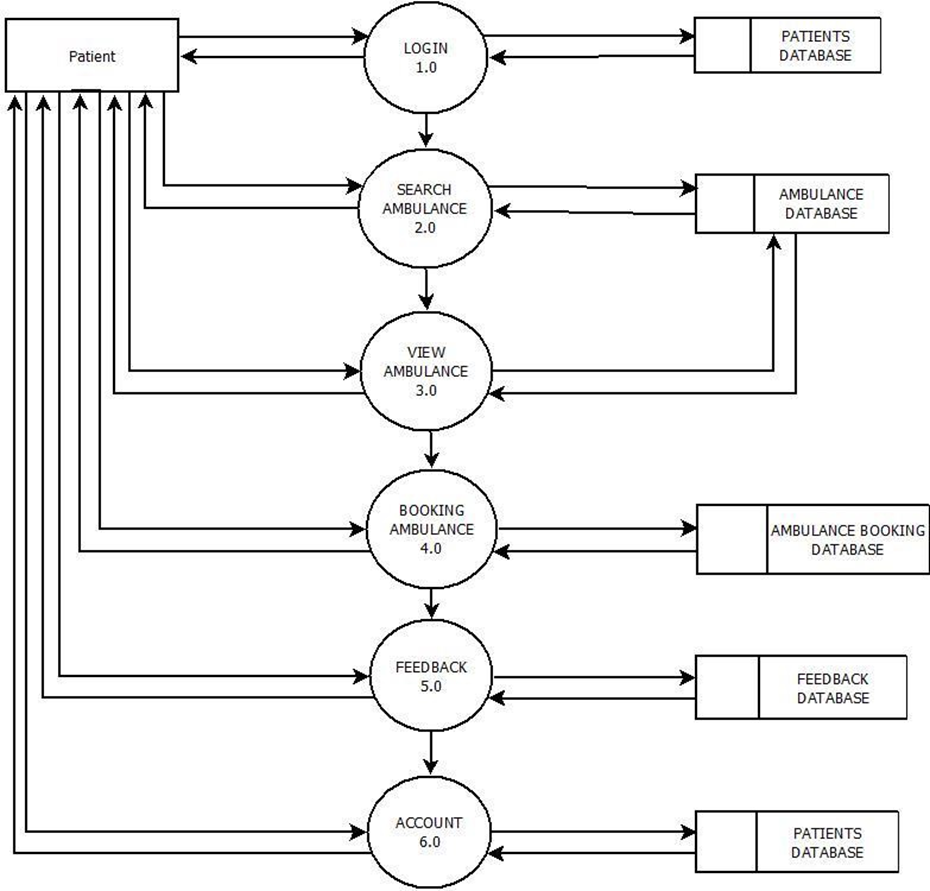 Patient
LOGIN
1.0
PATIENTS
DATABASE
SEARCH
AMBULANCE
2.0
AMBULANCE
DATABASE
VIEW
AMBULANCE
3.0
BOOKING
AMBULANCE
4.0
AMBULANCE BOOKING
DATABASE
FEEDBACK
5.0
FEEDBACK
DATABASE
ACCOUNT
6.0
PATIENTS
DATABASE